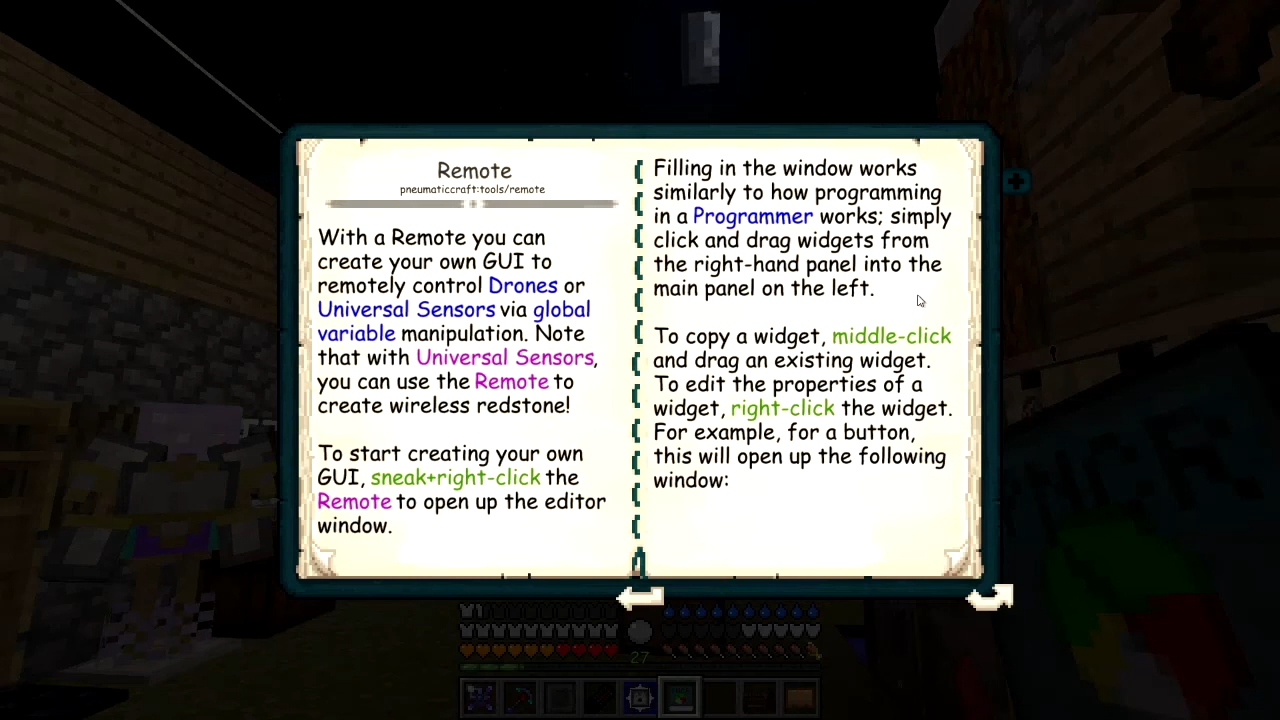 Remote
pneumaticcraft:tools/remote
With a Remote you can
create your own GUI to
remotely control Drones or
Universal Sensors via global
variable manipulation. Note
that with Universal Sensors,
you can use the Remote to
create wireless redstone!
To start creating your own
GUI, sneak+right-click the
Remote to open up the editor
window.
Filling in the window works
similarly to how programming
in a Programmer works; simply
click and drag widgets from
the right-hand panel into the
main panel on the left.
To copy a widget, middle-click
and drag an existing widget.
To edit the properties of a
widget, right-click the widget.
For example, for a button,
this will open up the following
window:
27